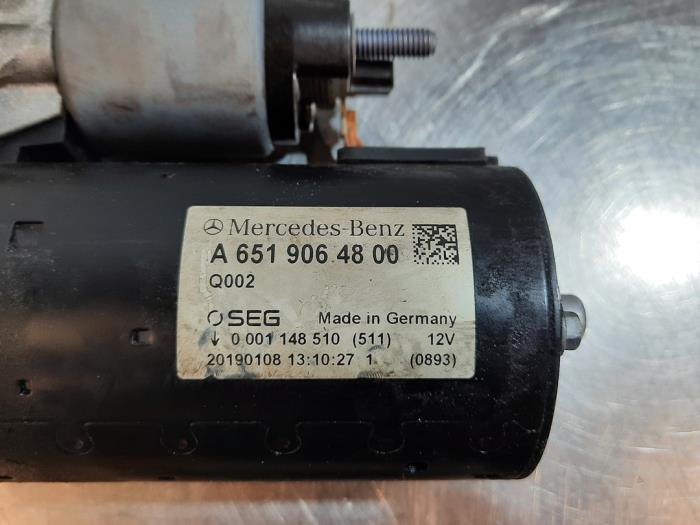 Mercedes-Benz
A 651 906 48 00
Q002
SEG Made in Germany
↓ 0 001 148 510 (511) 12V
20190108 13:10:27 1 (0893)